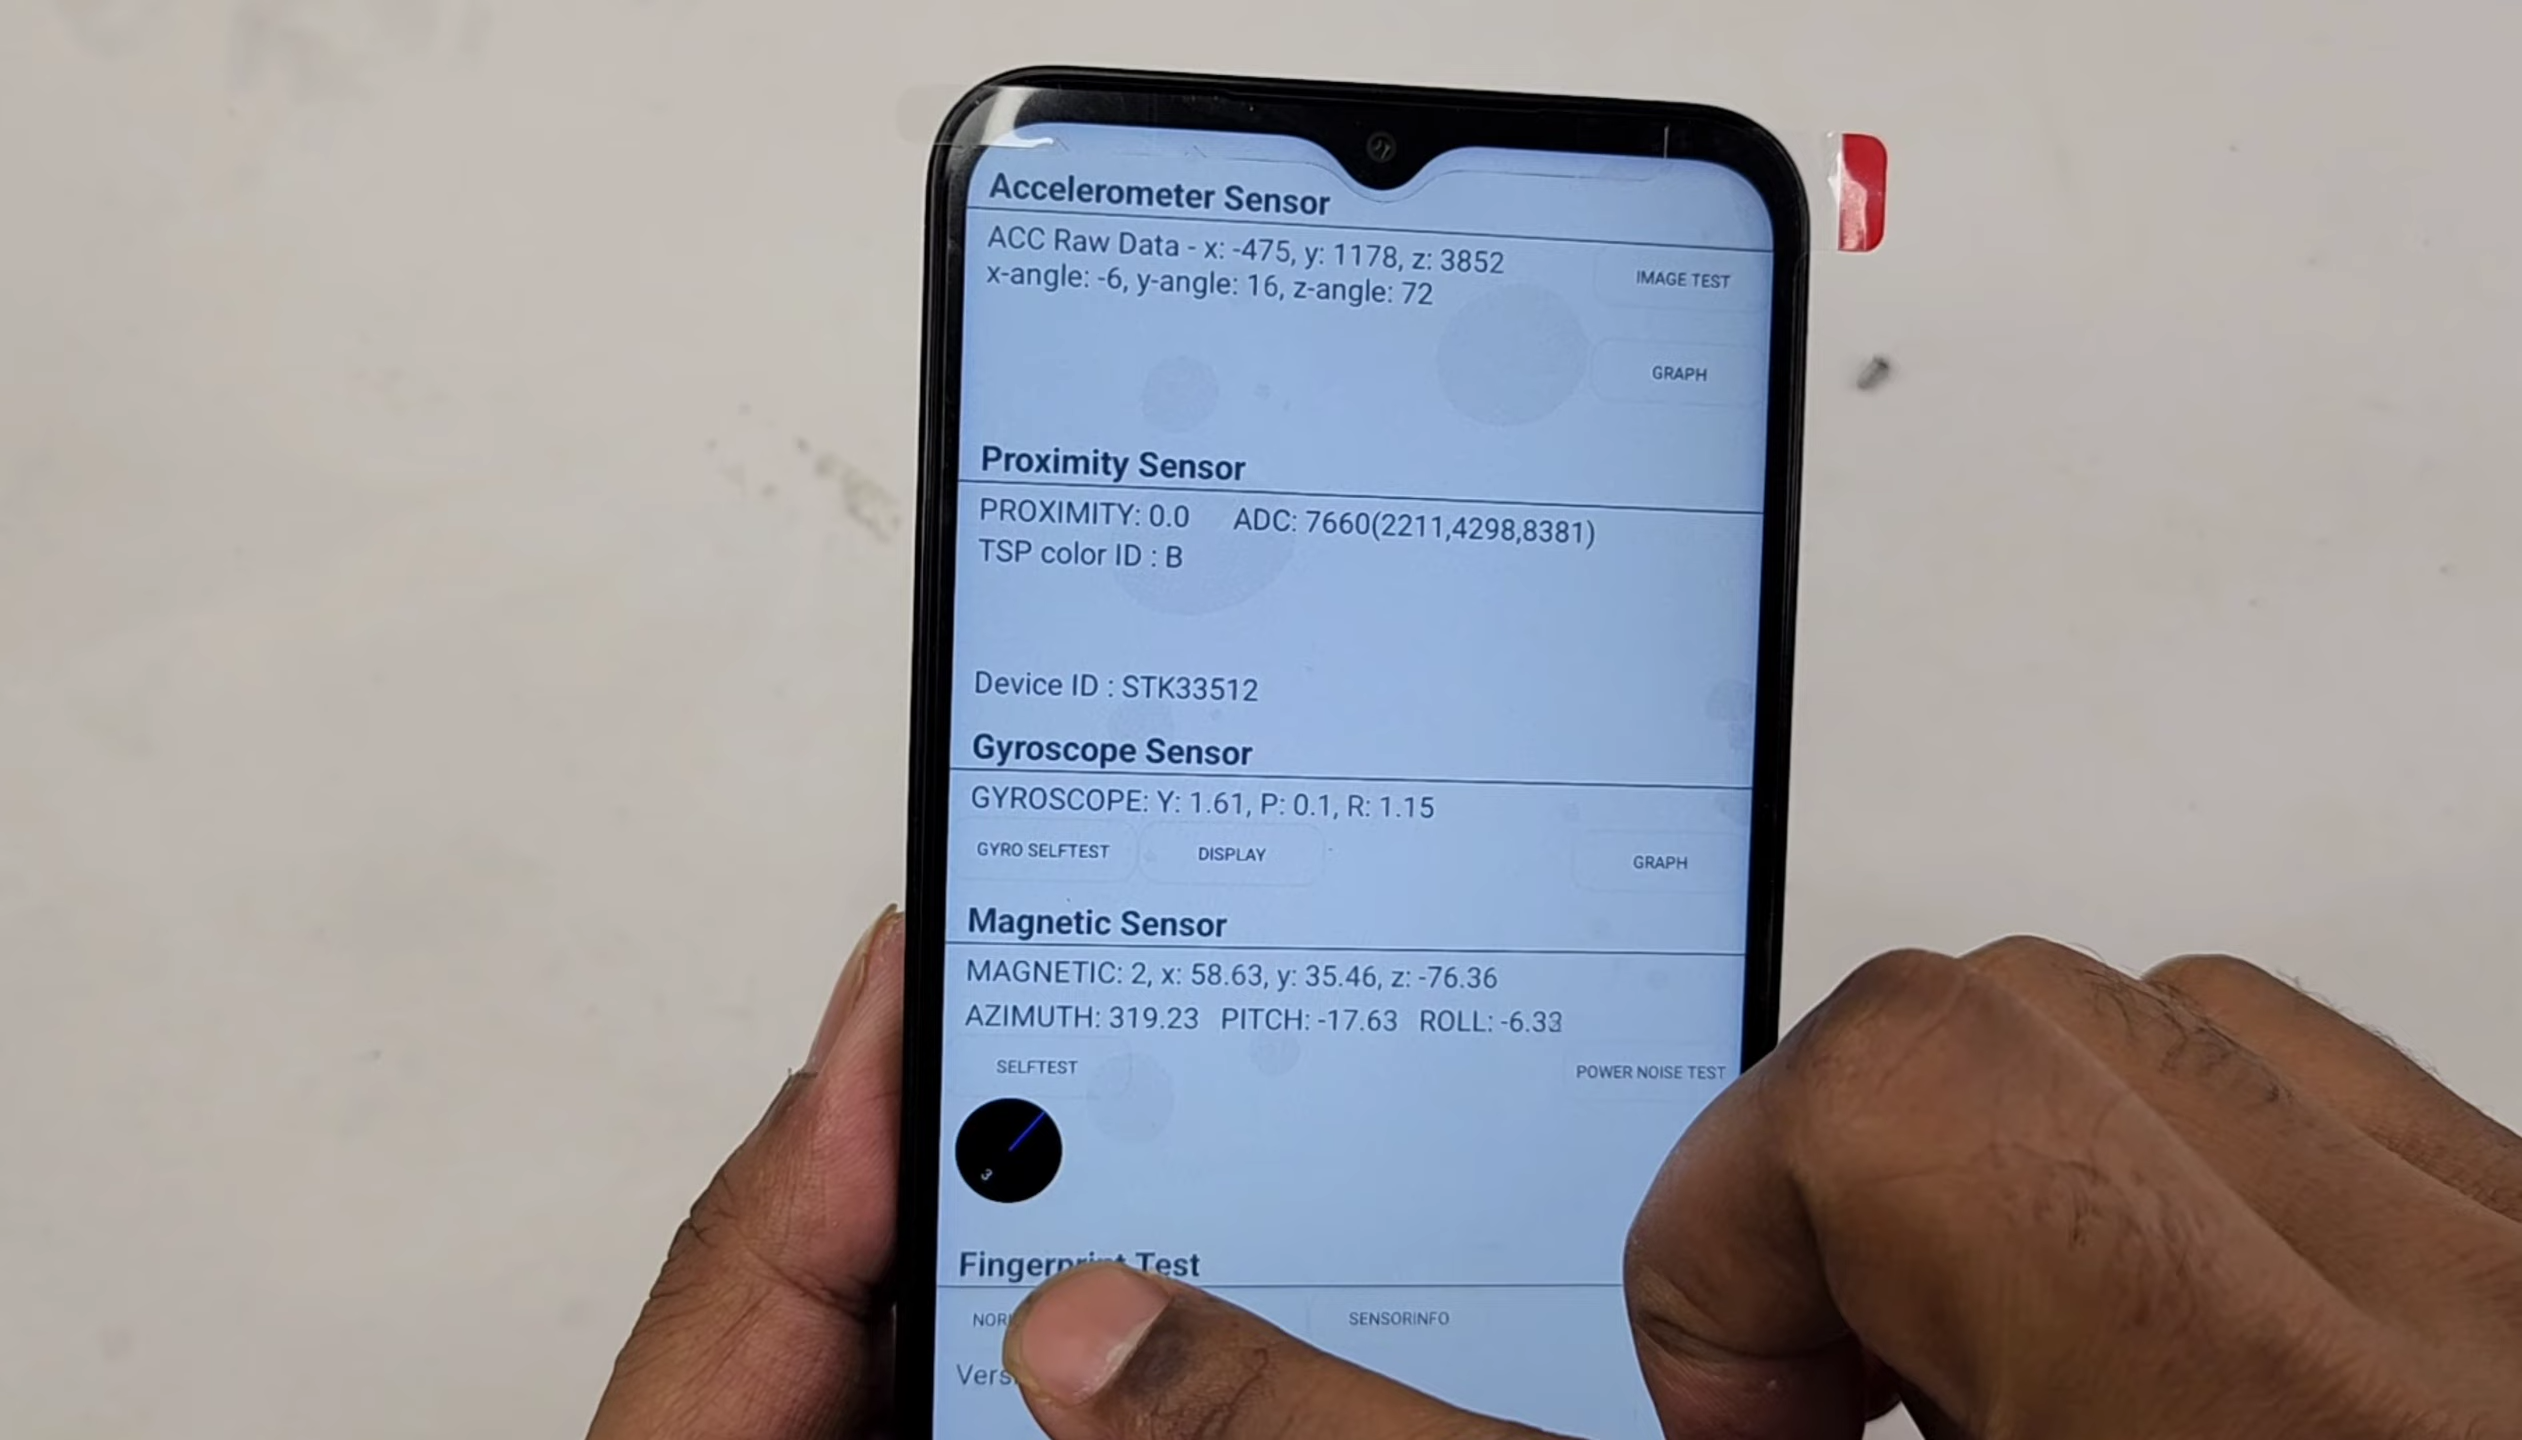 Accelerometer Sensor
ACC Raw Data - x: -475, y: 1178, z: 3852
x-angle: -6, y-angle: 16, z-angle: 72
IMAGE TEST
GRAPH
Proximity Sensor
PROXIMITY: 0.0 ADC: 7660(2211,4298,8381)
TSP color ID : B
Device ID : STK33512
Gyroscope Sensor
GYROSCOPE: Y: 1.61, P: 0.1, R: 1.15
GYRO SELFTEST DISPLAY GRAPH
Magnetic Sensor
MAGNETIC: 2, x: 58.63, y: 35.46, z: -76.36
AZIMUTH: 319.23 PITCH: -17.63 ROLL: -6.33
SELFTEST POWER NOISE TEST
3
Fingerprint Test
SENSORINFO